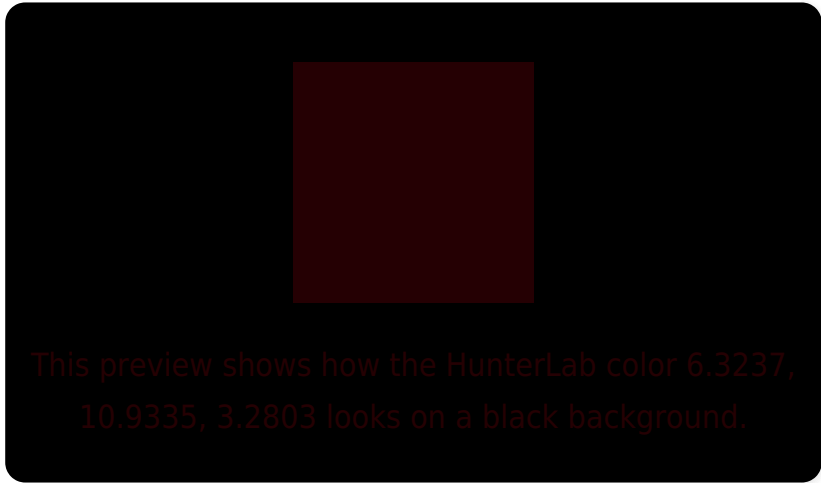 This preview shows how the HunterLab color 6.3237,
10.9335, 3.2803 looks on a black background.